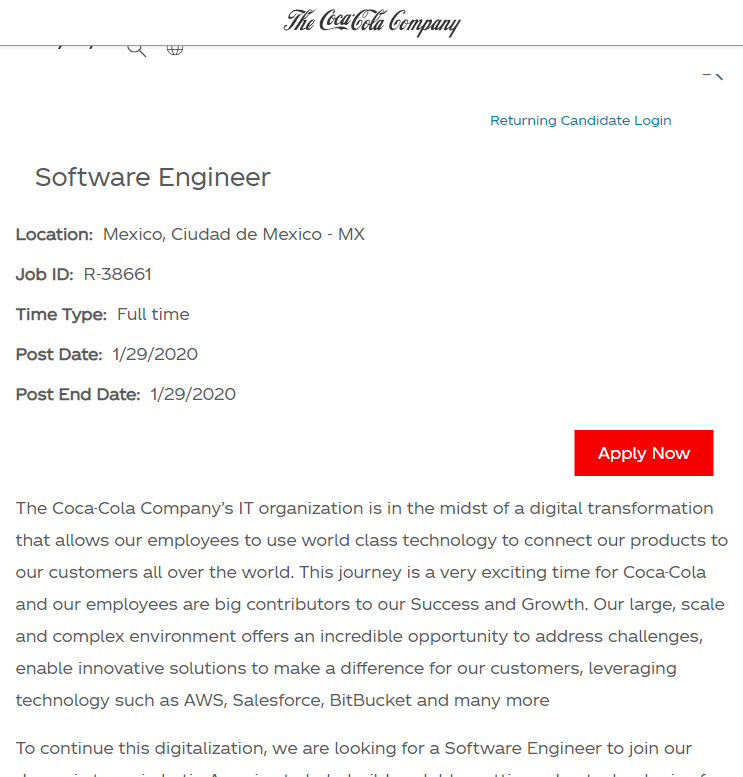 The Coca-Cola Company
Returning Candidate Login
Software Engineer
Location: Mexico, Ciudad de Mexico - MX
Job ID: R-38661
Time Type: Full time
Post Date: 1/29/2020
Post End Date: 1/29/2020
Apply Now
The Coca-Cola Company’s IT organization is in the midst of a digital transformation
that allows our employees to use world class technology to connect our products to
our customers all over the world. This journey is a very exciting time for Coca-Cola
and our employees are big contributors to our Success and Growth. Our large, scale
and complex environment offers an incredible opportunity to address challenges,
enable innovative solutions to make a difference for our customers, leveraging
technology such as AWS, Salesforce, BitBucket and many more
To continue this digitalization, we are looking for a Software Engineer to join our